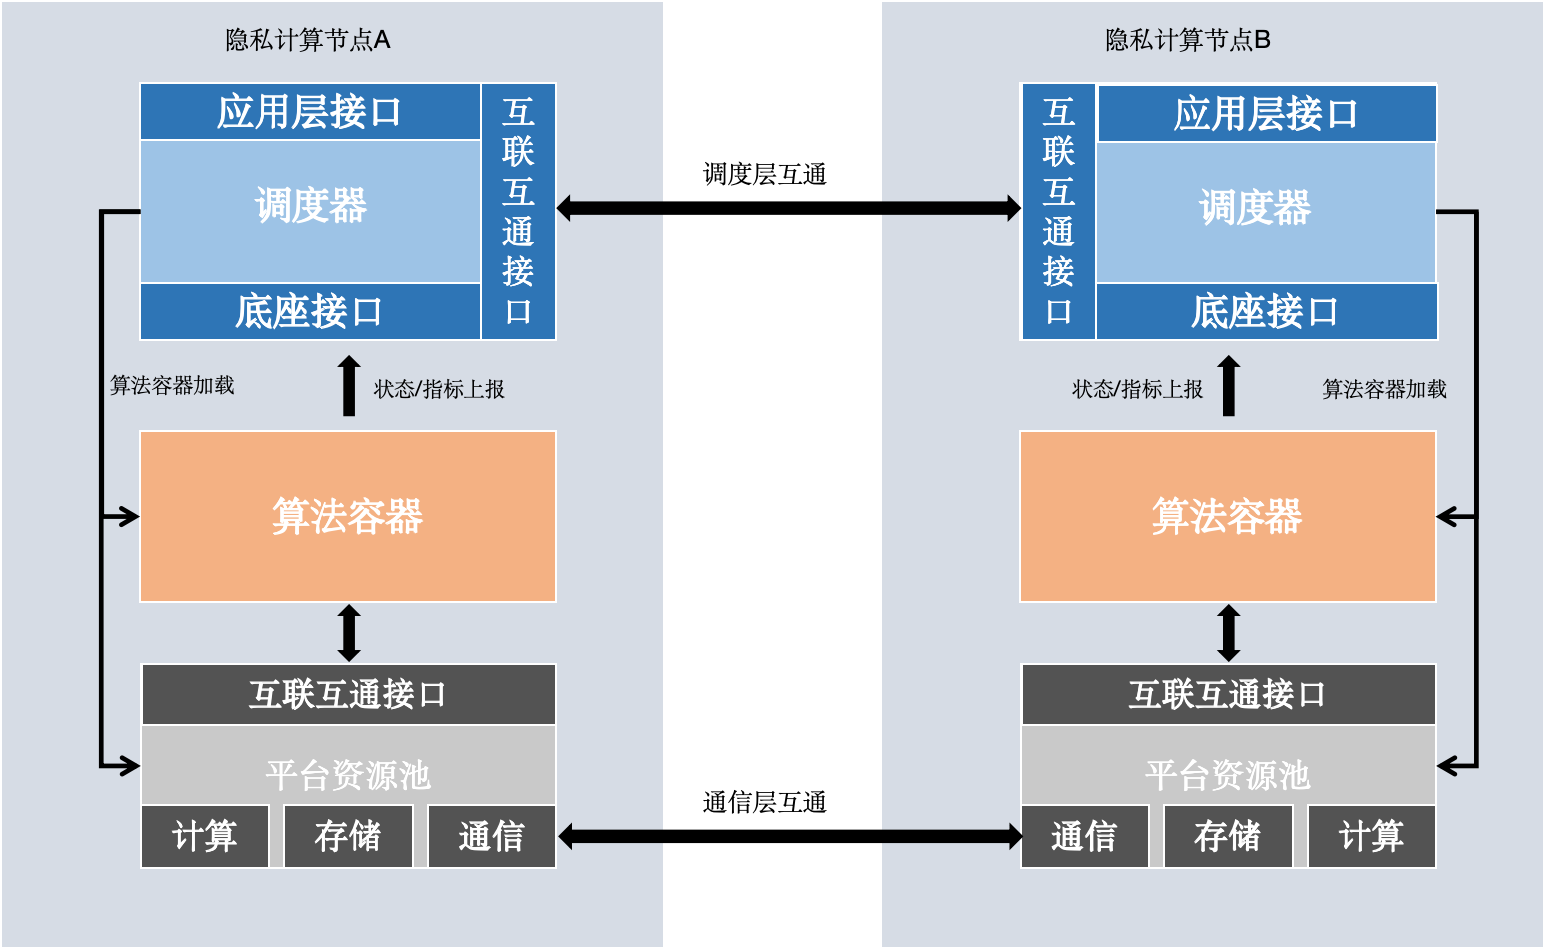 隐私计算节点A
应用层接口
互联互通接口
调度器
底座接口
算法容器加载
状态/指标上报
算法容器
互联互通接口
平台资源池
计算
存储
通信
调度层互通
通信层互通
隐私计算节点B
互联互通接口
应用层接口
调度器
底座接口
状态/指标上报
算法容器加载
算法容器
互联互通接口
平台资源池
通信
存储
计算